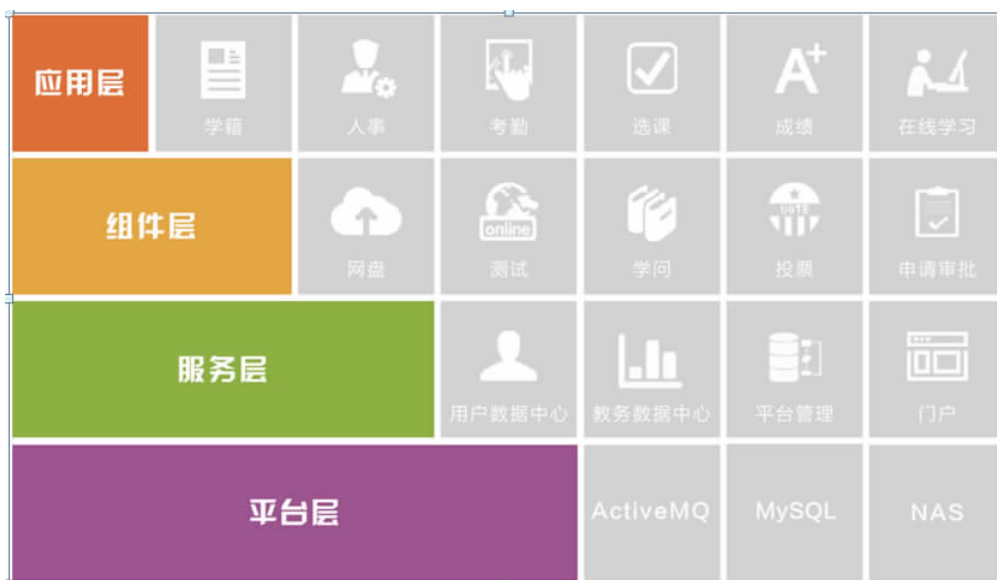 应用层
学籍
人事
考勤
选课
A+
成绩
在线学习
组件层
网盘
online
测试
学问
VOTE
投票
申请审批
服务层
用户数据中心
教务数据中心
平台管理
门户
平台层
ActiveMQ
MySQL
NAS